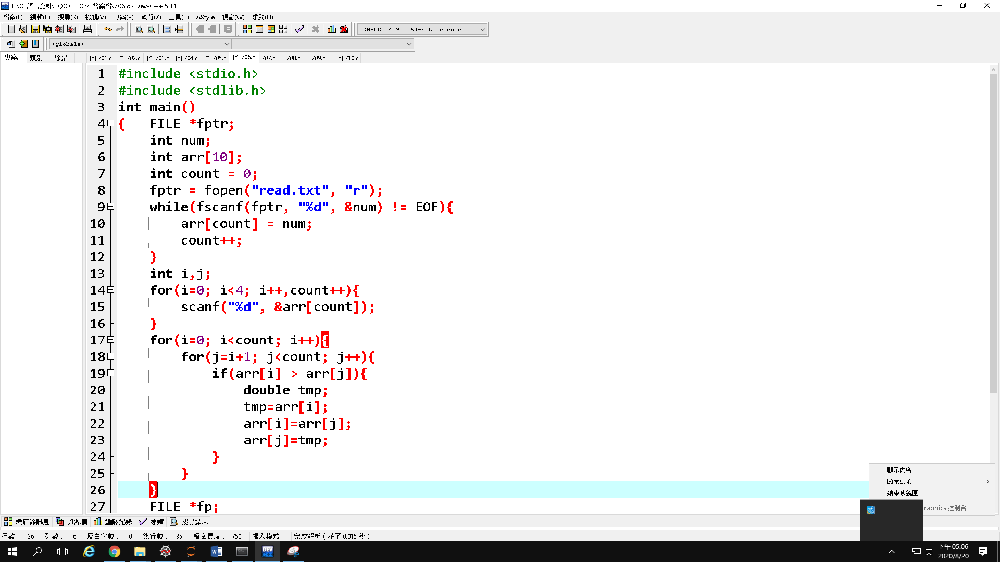 F:\C 語言資料\TQC C   C V2答案檔\706.c - Dev-C++ 5.11
檔案(F) 編輯(E) 搜尋(S) 檢視(V) 專案(P) 執行(Z) 工具(T) AStyle 視窗(W) 求助(H)
TDM-GCC 4.9.2 64-bit Release
(globals)
專案 類別 除錯 [*] 701.c [*] 702.c [*] 703.c [*] 704.c [*] 705.c [*] 706.c 707.c 708.c 709.c [*] 710.c
1 #include <stdio.h>
2 #include <stdlib.h>
3 int main()
4 {   FILE *fptr;
5     int num;
6     int arr[10];
7     int count = 0;
8     fptr = fopen("read.txt", "r");
9     while(fscanf(fptr, "%d", &num) != EOF){
10         arr[count] = num;
11         count++;
12     }
13     int i,j;
14     for(i=0; i<4; i++,count++){
15         scanf("%d", &arr[count]);
16     }
17     for(i=0; i<count; i++){
18         for(j=i+1; j<count; j++){
19             if(arr[i] > arr[j]){
20                 double tmp;
21                 tmp=arr[i];
22                 arr[i]=arr[j];
23                 arr[j]=tmp;
24             }
25         }
26     }
27     FILE *fp;
顯示內容...
顯示選項
結束系統匣
Graphics 控制台
編譯器訊息 資源檔 編譯紀錄 除錯 搜尋結果
行數: 26 列數: 6 反白字數: 0 總行數: 35 檔案長度: 750 插入模式 完成解析 ( 花了 0.015 秒 )
DEV
英 下午 05:06
2020/8/20